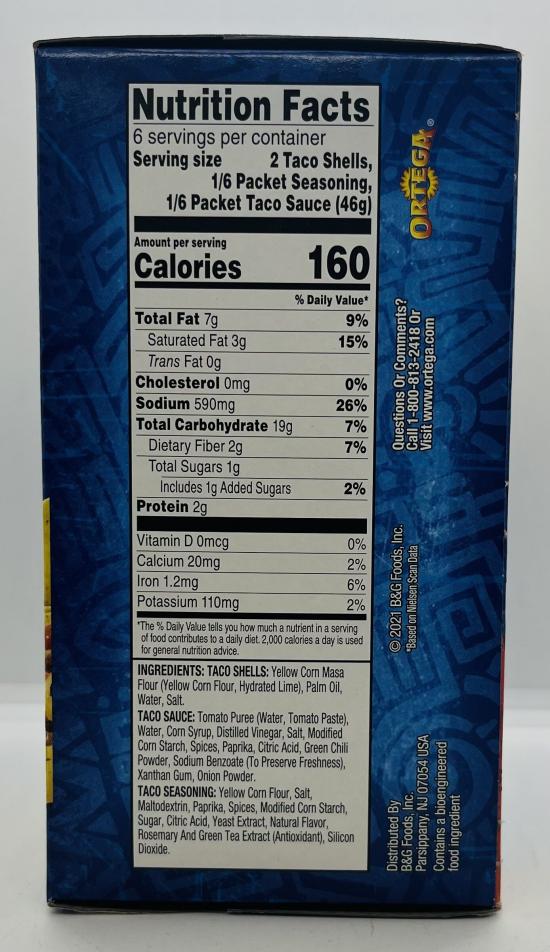 Nutrition Facts
6 servings per container
Serving size 2 Taco Shells,
1/6 Packet Seasoning,
1/6 Packet Taco Sauce (46g)
Amount per serving
Calories 160
% Daily Value*
Total Fat 7g 9%
Saturated Fat 3g 15%
Trans Fat 0g
Cholesterol 0mg 0%
Sodium 590mg 26%
Total Carbohydrate 19g 7%
Dietary Fiber 2g 7%
Total Sugars 1g
Includes 1g Added Sugars 2%
Protein 2g
Vitamin D 0mcg 0%
Calcium 20mg 2%
Iron 1.2mg 6%
Potassium 110mg 2%
*The % Daily Value tells you how much a nutrient in a serving
of food contributes to a daily diet. 2,000 calories a day is used
for general nutrition advice.
INGREDIENTS: TACO SHELLS: Yellow Corn Masa
Flour (Yellow Corn Flour, Hydrated Lime), Palm Oil,
Water, Salt.
TACO SAUCE: Tomato Puree (Water, Tomato Paste),
Water, Corn Syrup, Distilled Vinegar, Salt, Modified
Corn Starch, Spices, Paprika, Citric Acid, Green Chili
Powder, Sodium Benzoate (To Preserve Freshness),
Xanthan Gum, Onion Powder.
TACO SEASONING: Yellow Corn Flour, Salt,
Maltodextrin, Paprika, Spices, Modified Corn Starch,
Sugar, Citric Acid, Yeast Extract, Natural Flavor,
Rosemary And Green Tea Extract (Antioxidant), Silicon
Dioxide.
ORTEGA®
Questions Or Comments?
Call 1-800-813-2418 Or
Visit www.ortega.com
© 2021 B&G Foods, Inc.
*Based on Nielsen Scan Data
Distributed By
B&G Foods, Inc.
Parsippany, NJ 07054 USA
Contains a bioengineered
food ingredient